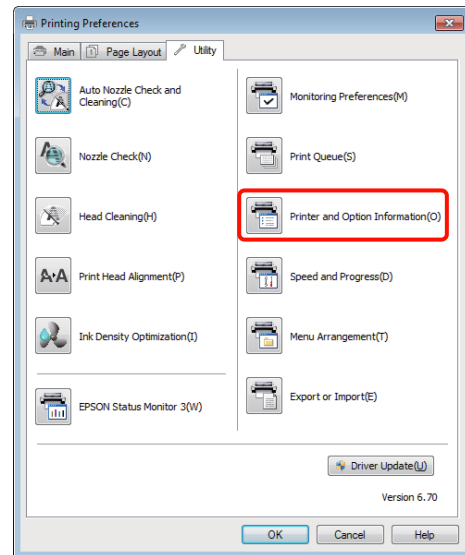 Printing Preferences
Main
Page Layout
Utility
Auto Nozzle Check and
Cleaning(C)
Nozzle Check(N)
Head Cleaning(H)
Print Head Alignment(P)
Ink Density Optimization(I)
EPSON Status Monitor 3(W)
Monitoring Preferences(M)
Print Queue(S)
Printer and Option Information(O)
Speed and Progress(D)
Menu Arrangement(T)
Export or Import(E)
Driver Update(U)
Version 6.70
OK
Cancel
Help